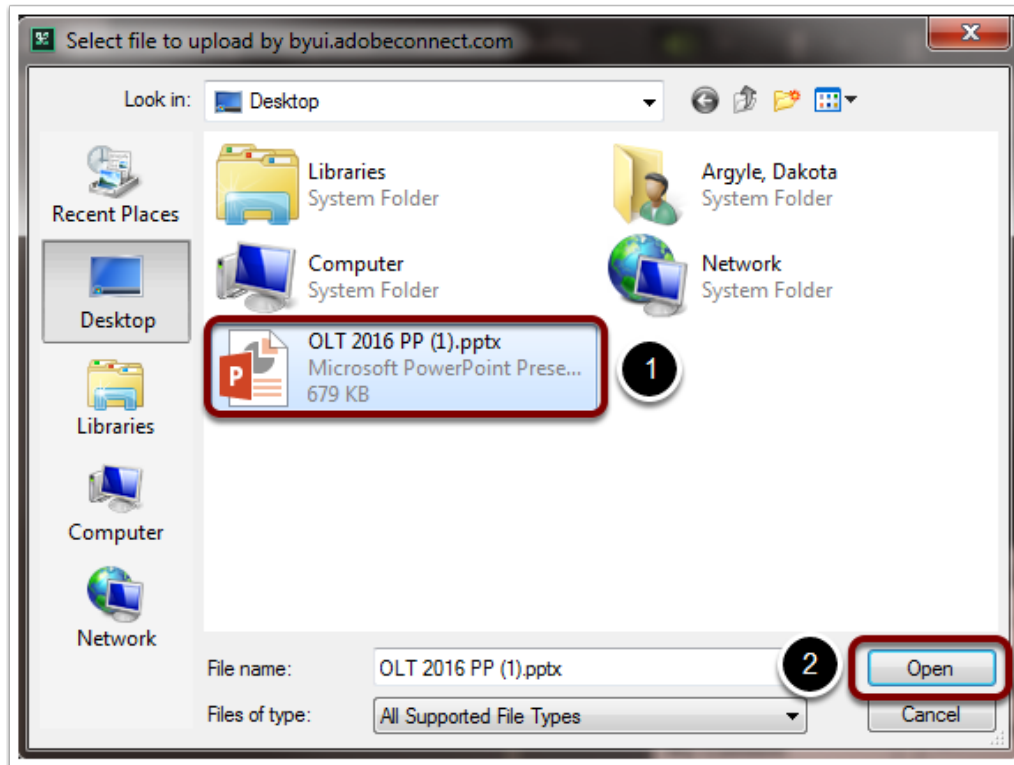 Select file to upload by byui.adobeconnect.com
x
Look in:
Desktop
Recent Places
Desktop
Libraries
Computer
Network
Libraries
System Folder
Argyle, Dakota
System Folder
Computer
System Folder
Network
System Folder
P
OLT 2016 PP (1).pptx
Microsoft PowerPoint Prese...
679 KB
1
File name:
OLT 2016 PP (1).pptx
2
Open
Files of type:
All Supported File Types
Cancel